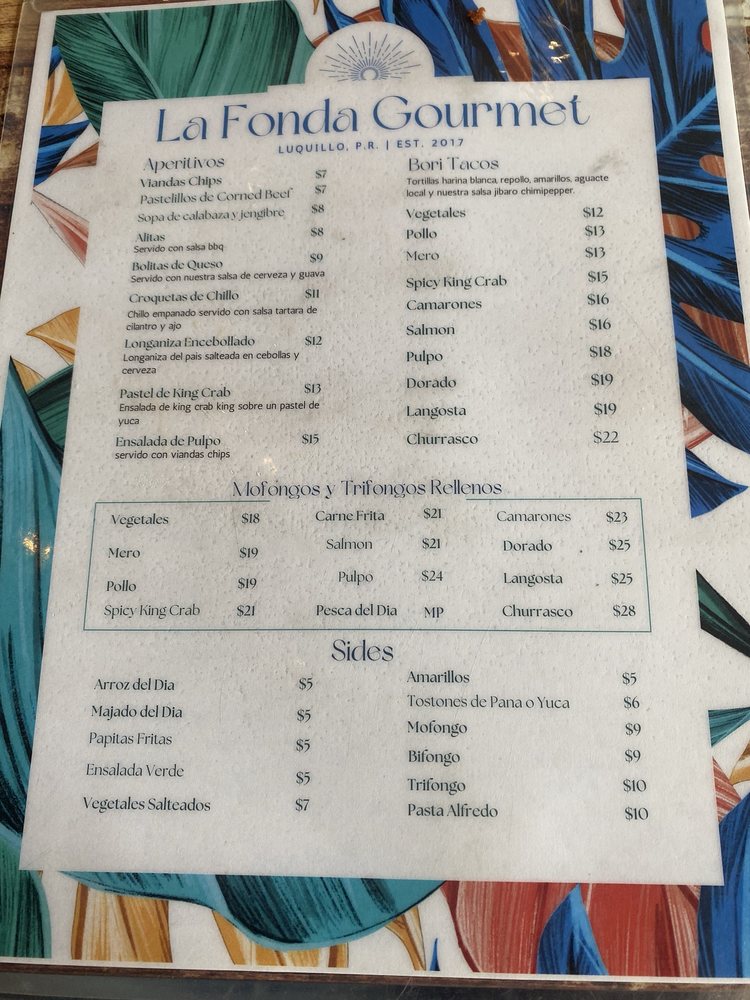 La Fonda Gourmet
LUQUILLO, P.R. | EST. 2017
Aperitivos
Viandas Chips $7
Pastelillos de Corned Beef $7
Sopa de calabaza y jengibre $8
Alitas $8
Servido con salsa bbq
Bolitas de Queso $9
Servido con nuestra salsa de cerveza y guava
Croquetas de Chillo $11
Chillo empanado servido con salsa tartara de
cilantro y ajo
Longaniza Encebollado $12
Longaniza del pais salteada en cebollas y
cerveza
Pastel de King Crab $13
Ensalada de king crab king sobre un pastel de
yuca
Ensalada de Pulpo $15
servido con viandas chips
Bori Tacos
Tortillas harina blanca, repollo, amarillos, aguacte
local y nuestra salsa jibaro chimipepper.
Vegetales $12
Pollo $13
Mero $13
Spicy King Crab $15
Camarones $16
Salmon $16
Pulpo $18
Dorado $19
Langosta $19
Churrasco $22
Mofongos y Trifongos Rellenos
Vegetales $18
Mero $19
Pollo $19
Spicy King Crab $21
Carne Frita $21
Salmon $21
Pulpo $24
Pesca del Dia MP
Camarones $23
Dorado $25
Langosta $25
Churrasco $28
Sides
Arroz del Dia $5
Majado del Dia $5
Papitas Fritas $5
Ensalada Verde $5
Vegetales Salteados $7
Amarillos $5
Tostones de Pana o Yuca $6
Mofongo $9
Bifongo $9
Trifongo $10
Pasta Alfredo $10